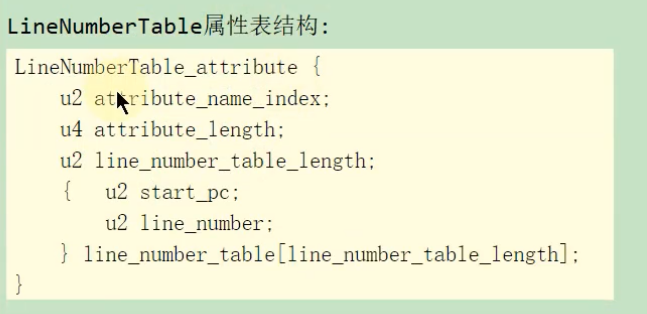 LineNumberTable属性表结构:
LineNumberTable_attribute {
u2 attribute_name_index;
u4 attribute_length;
u2 line_number_table_length;
{ u2 start_pc;
u2 line_number;
} line_number_table[line_number_table_length];
}